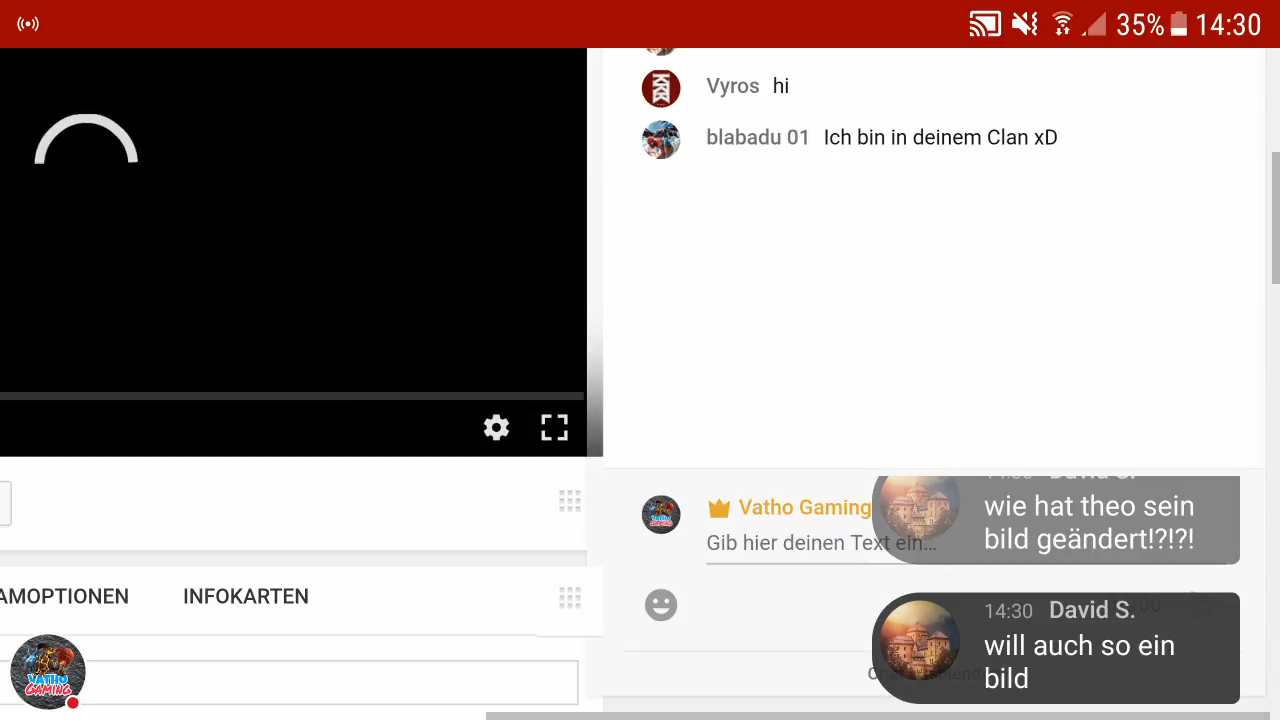 35% 14:30
Vyros hi
blabadu 01 Ich bin in deinem Clan xD
Vatho Gaming
Gib hier deinen Text ein...
David S.
wie hat theo sein
bild geändert!?!?!
14:30 David S.
will auch so ein
bild
AMOPTIONEN INFOKARTEN
VATHO
GAMING